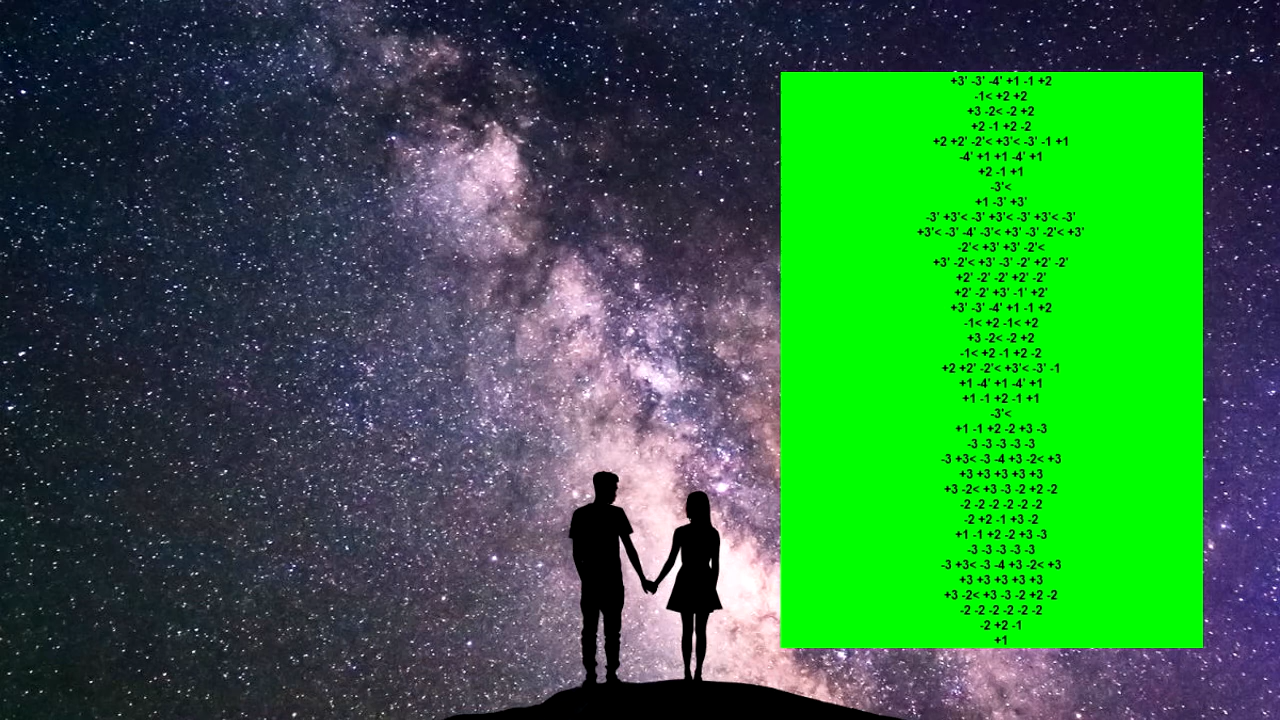 +3' -3' -4' +1 -1 +2
-1< +2 +2
+3 -2< -2 +2
+2 -1 +2 -2
+2 +2' -2'< +3'< -3' -1 +1
-4' +1 +1 -4' +1
+2 -1 +1
-3'<
+1 -3' +3'
-3' +3'< -3' +3'< -3' +3'< -3'
+3'< -3' -4' -3'< +3' -3' -2'< +3'
-2'< +3' +3' -2'<
+3' -2'< +3' -3' -2' +2' -2'
+2' -2' -2' +2' -2'
+2' -2' +3' -1' +2'
+3' -3' -4' +1 -1 +2
-1< +2 -1< +2
+3 -2< -2 +2
-1< +2 -1 +2 -2
+2 +2' -2'< +3'< -3' -1
+1 -4' +1 -4' +1
+1 -1 +2 -1 +1
-3'<
+1 -1 +2 -2 +3 -3
-3 -3 -3 -3 -3
-3 +3< -3 -4 +3 -2< +3
+3 +3 +3 +3 +3
+3 -2< +3 -3 -2 +2 -2
-2 -2 -2 -2 -2 -2
-2 +2 -1 +3 -2
+1 -1 +2 -2 +3 -3
-3 -3 -3 -3 -3
-3 +3< -3 -4 +3 -2< +3
+3 +3 +3 +3 +3
+3 -2< +3 -3 -2 +2 -2
-2 -2 -2 -2 -2 -2
-2 +2 -1
+1